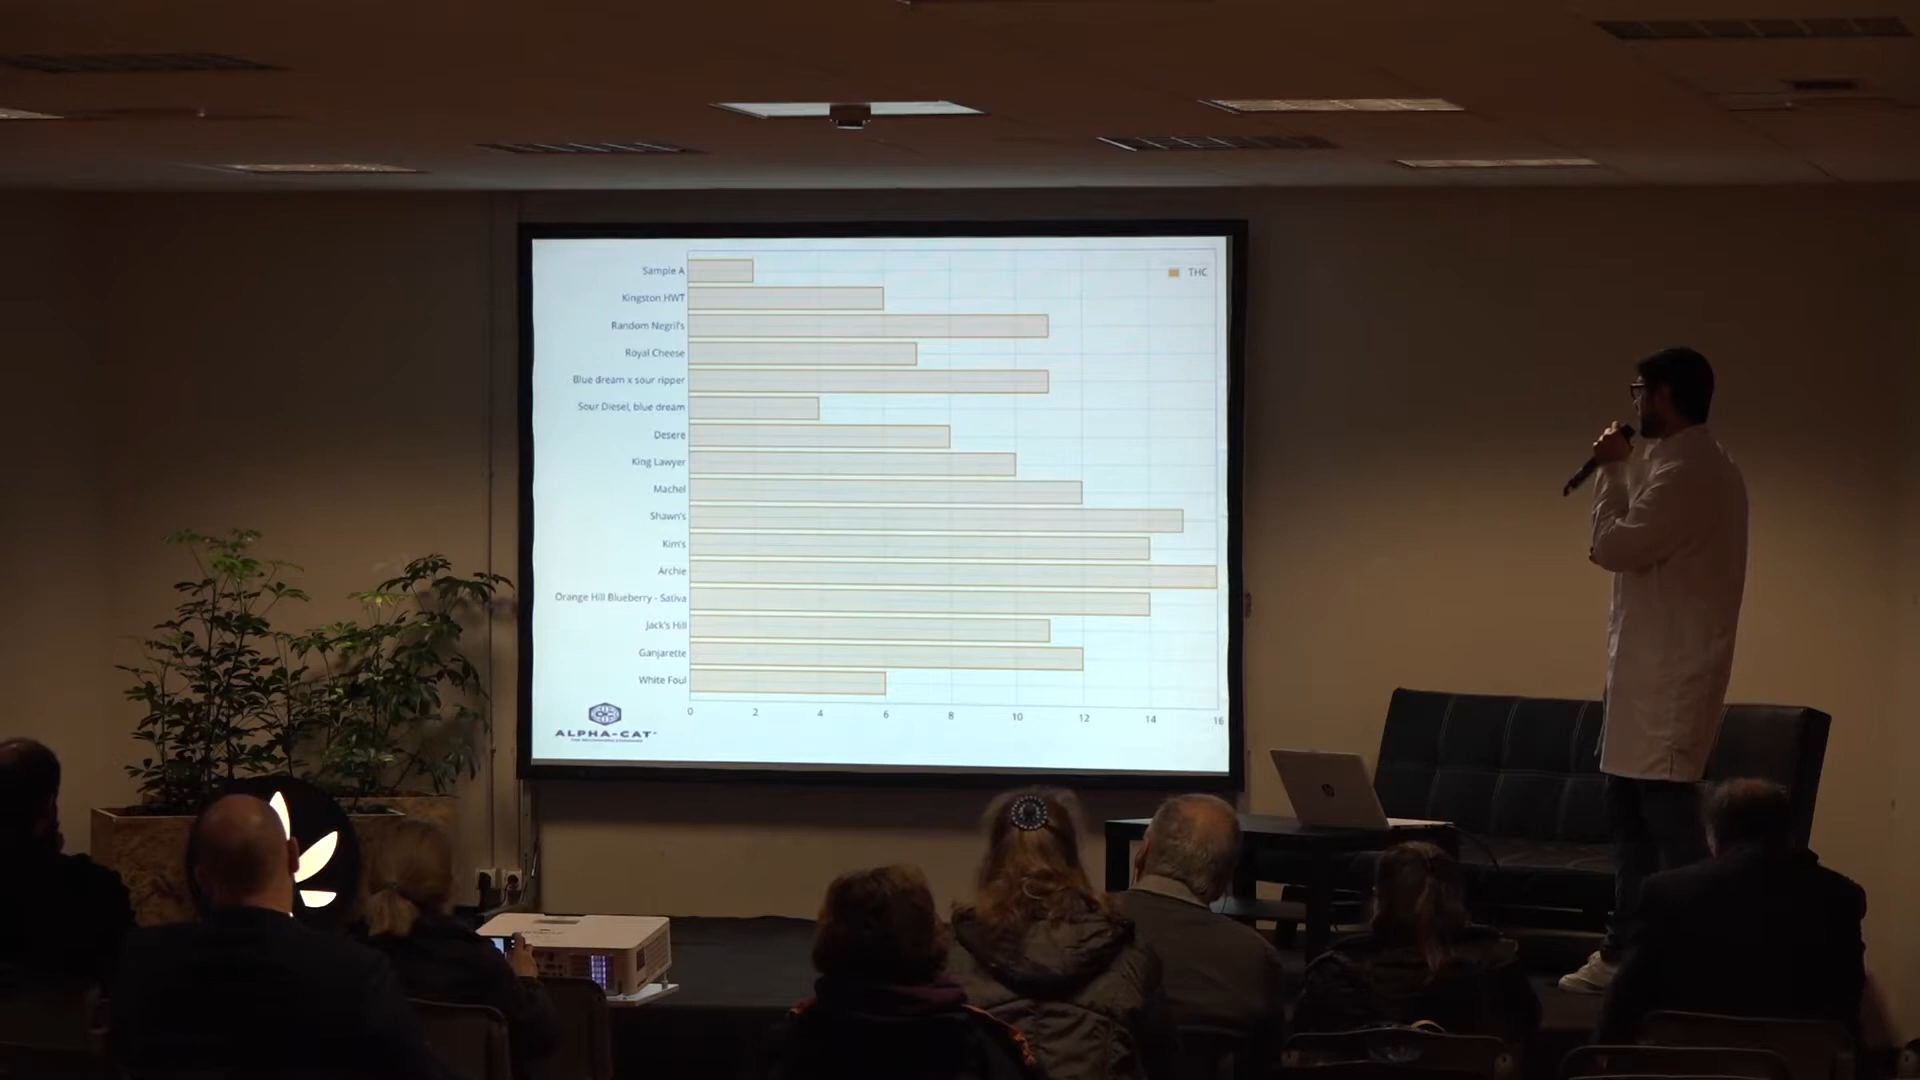 Sample A
THC
Kingston HWT
Random Negril's
Royal Cheese
Blue dream x sour ripper
Sour Diesel, blue dream
Desere
King Lawyer
Machel
Shawn's
Kim's
Archie
Orange Hill Blueberry - Sativa
Jack's Hill
Ganjarette
White Foul
0 2 4 6 8 10 12 14 16
ALPHA-CAT
hp